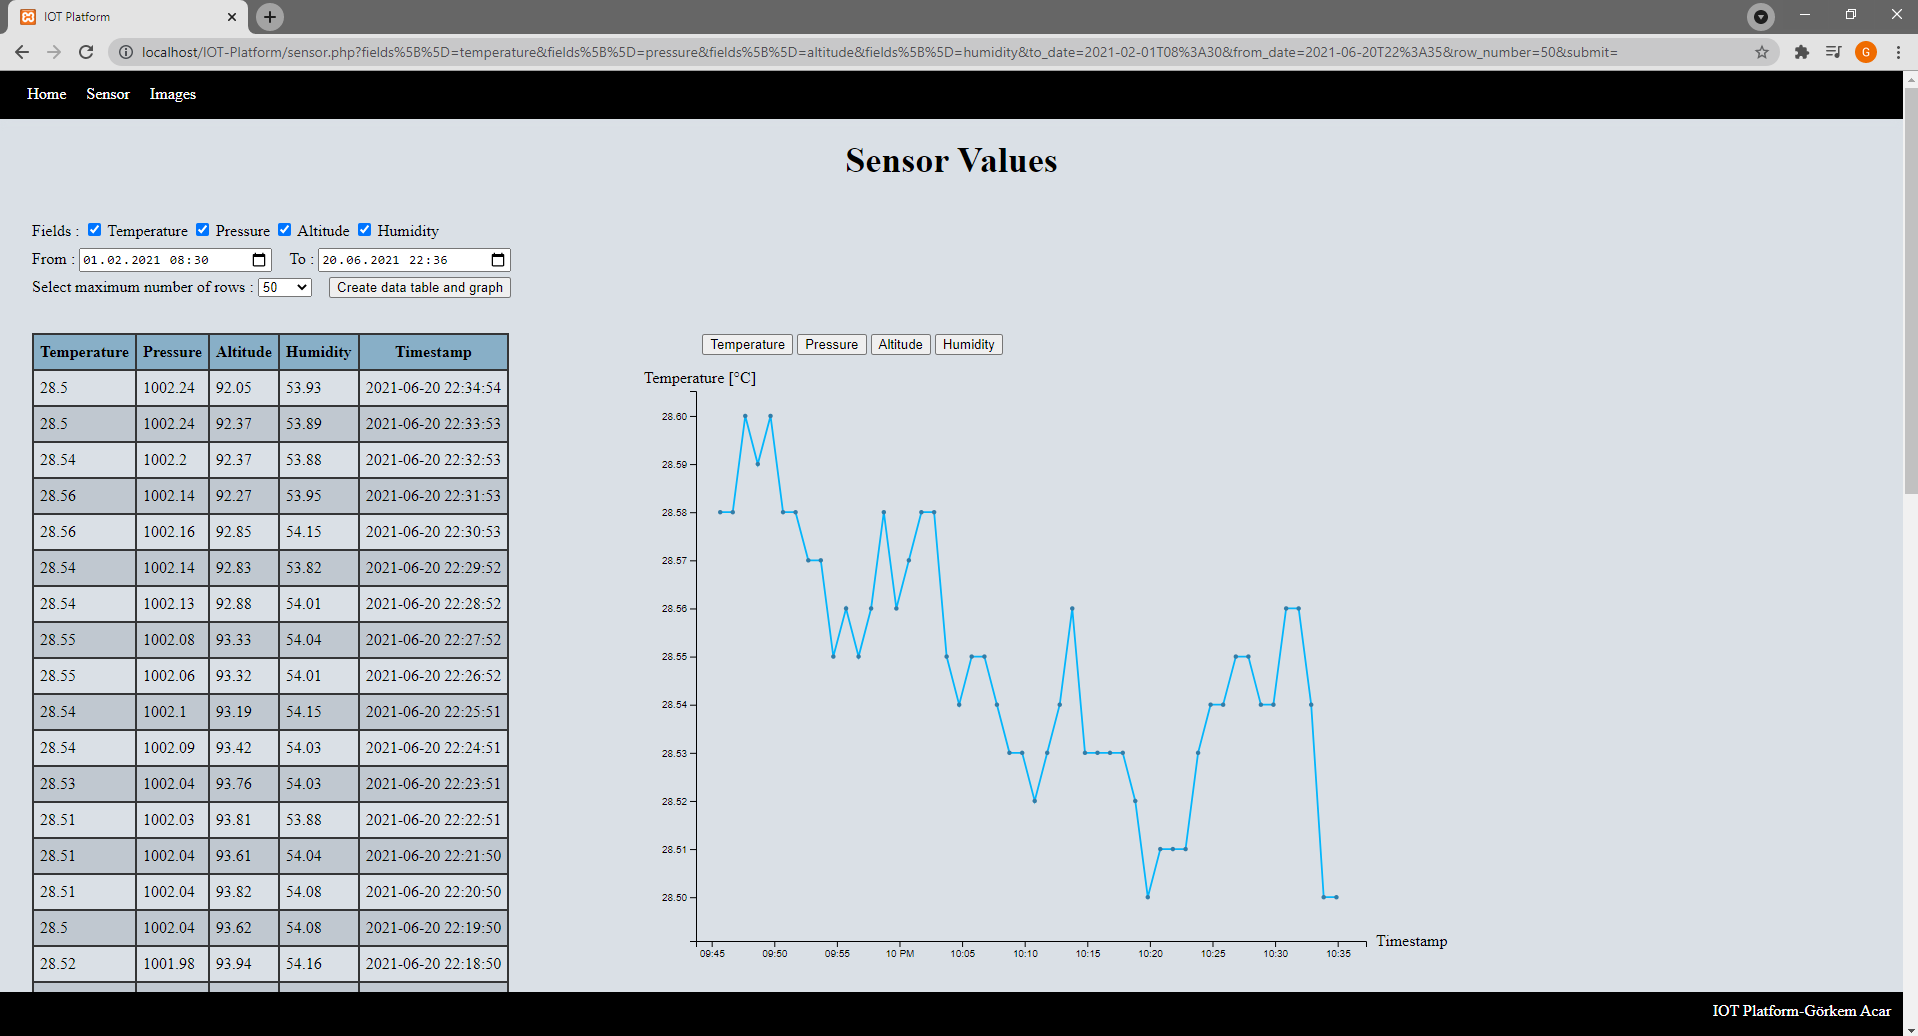 IOT Platform
localhost/IOT-Platform/sensor.php?fields%5B%5D=temperature&fields%5B%5D=pressure&fields%5B%5D=altitude&fields%5B%5D=humidity&to_date=2021-02-01T08%3A30&from_date=2021-06-20T22%3A35&row_number=50&submit=
G
Home Sensor Images
Sensor Values
Fields : Temperature Pressure Altitude Humidity
From : 01.02.2021 08:30 To : 20.06.2021 22:36
Select maximum number of rows : 50 Create data table and graph
Temperature Pressure Altitude Humidity Timestamp
28.5 1002.24 92.05 53.93 2021-06-20 22:34:54
28.5 1002.24 92.37 53.89 2021-06-20 22:33:53
28.54 1002.2 92.37 53.88 2021-06-20 22:32:53
28.56 1002.14 92.27 53.95 2021-06-20 22:31:53
28.56 1002.16 92.85 54.15 2021-06-20 22:30:53
28.54 1002.14 92.83 53.82 2021-06-20 22:29:52
28.54 1002.13 92.88 54.01 2021-06-20 22:28:52
28.55 1002.08 93.33 54.04 2021-06-20 22:27:52
28.55 1002.06 93.32 54.01 2021-06-20 22:26:52
28.54 1002.1 93.19 54.15 2021-06-20 22:25:51
28.54 1002.09 93.42 54.03 2021-06-20 22:24:51
28.53 1002.04 93.76 54.03 2021-06-20 22:23:51
28.51 1002.03 93.81 53.88 2021-06-20 22:22:51
28.51 1002.04 93.61 54.04 2021-06-20 22:21:50
28.51 1002.04 93.82 54.08 2021-06-20 22:20:50
28.5 1002.04 93.62 54.08 2021-06-20 22:19:50
28.52 1001.98 93.94 54.16 2021-06-20 22:18:50
Temperature Pressure Altitude Humidity
Temperature [°C]
28.60
28.59
28.58
28.57
28.56
28.55
28.54
28.53
28.52
28.51
28.50
09:45 09:50 09:55 10 PM 10:05 10:10 10:15 10:20 10:25 10:30 10:35
Timestamp
IOT Platform-Görkem Acar